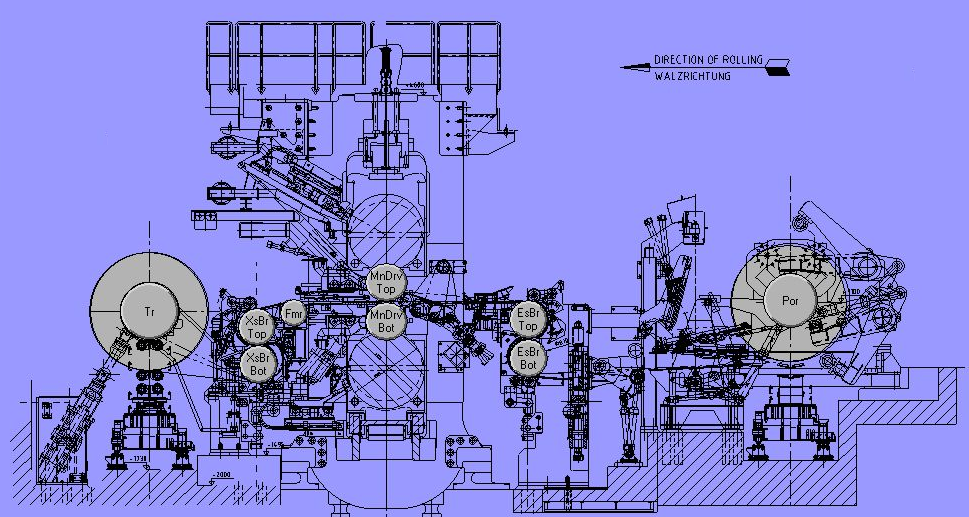 DIRECTION OF ROLLING
WALZRICHTUNG
MnDrv
Top
Por
Tr
Fmr
XsBr
Top
MnDrv
Bot
EsBr
Top
XsBr
Bot
EsBr
Bot
-2000